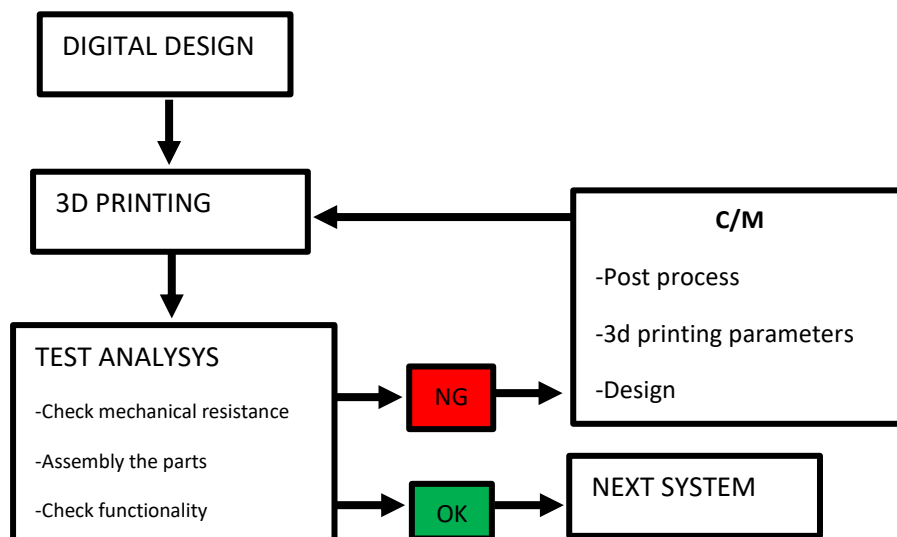 DIGITAL DESIGN
3D PRINTING
C/M
-Post process
-3d printing parameters
-Design
TEST ANALYSYS
-Check mechanical resistance
-Assembly the parts
-Check functionality
NG
OK
NEXT SYSTEM